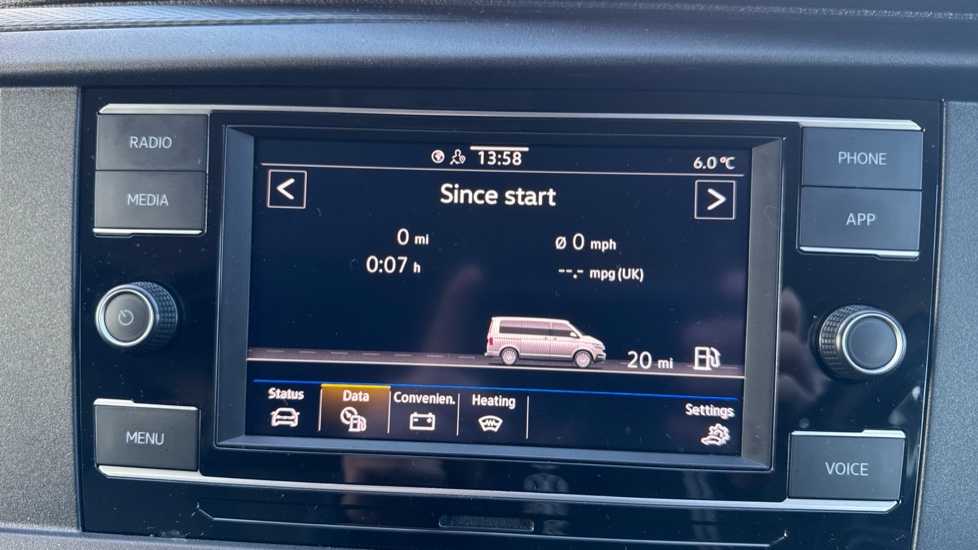 RADIO
MEDIA
MENU
13:58
6.0 °C
<
Since start
>
0 mi
ø 0 mph
0:07 h
--.- mpg (UK)
20 mi
Status
Data
Convenien.
Heating
Settings
PHONE
APP
VOICE